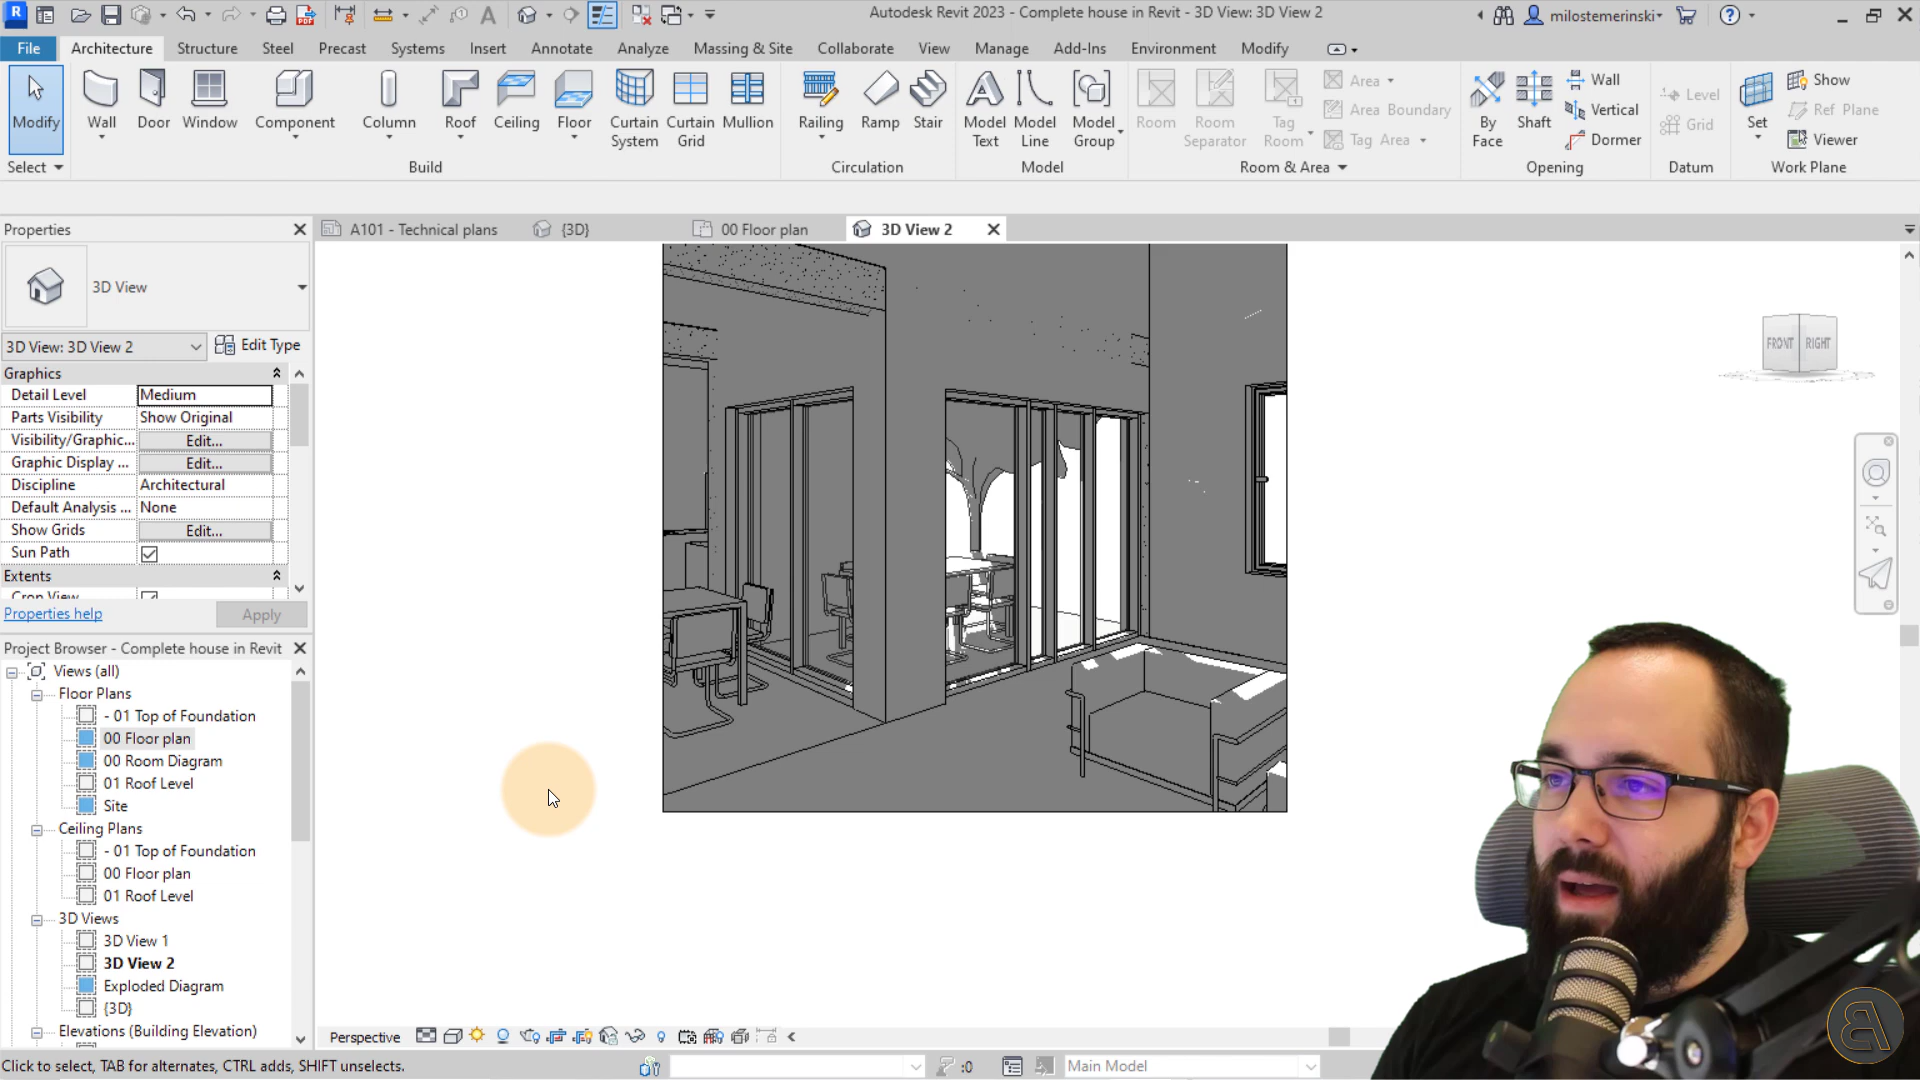 Autodesk Revit 2023 - Complete house in Revit - 3D View: 3D View 2
milostemerinski
File Architecture Structure Steel Precast Systems Insert Annotate Analyze Massing & Site Collaborate View Manage Add-Ins Environment Modify
Modify
Wall
Door
Window
Component
Column
Roof
Ceiling
Floor
Curtain System
Curtain Grid
Mullion
Railing
Ramp
Stair
Model Text
Model Line
Model Group
Room
Room Separator
Tag Room
Area
Area Boundary
Tag Area
By Face
Shaft
Wall
Vertical
Dormer
Level
Grid
Set
Show
Ref Plane
Viewer
Select Build Circulation Model Room & Area Opening Datum Work Plane
Properties
A101 - Technical plans {3D} 00 Floor plan 3D View 2
3D View
3D View: 3D View 2 Edit Type
Graphics
Detail Level Medium
Parts Visibility Show Original
Visibility/Graphic... Edit...
Graphic Display ... Edit...
Discipline Architectural
Default Analysis ... None
Show Grids Edit...
Sun Path
Extents
Crop View
Properties help Apply
FRONT RIGHT
Project Browser - Complete house in Revit
Views (all)
Floor Plans
- 01 Top of Foundation
00 Floor plan
00 Room Diagram
01 Roof Level
Site
Ceiling Plans
- 01 Top of Foundation
00 Floor plan
01 Roof Level
3D Views
3D View 1
3D View 2
Exploded Diagram
{3D}
Elevations (Building Elevation)
Perspective
Click to select, TAB for alternates, CTRL adds, SHIFT unselects.
:0
Main Model